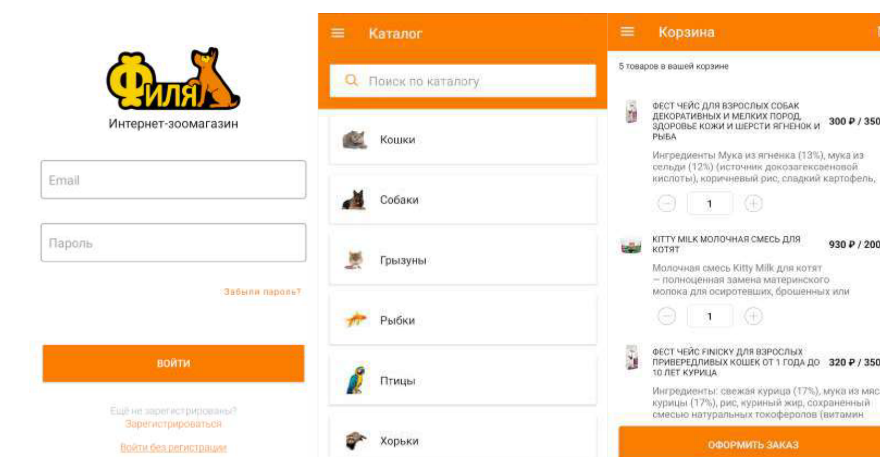 Филя
Интернет-зоомагазин
Email
Пароль
Забыли пароль?
ВОЙТИ
Ещё не зарегистрированы?
Зарегистрироваться
Войти без регистрации
Каталог
Поиск по каталогу
Кошки
Собаки
Грызуны
Рыбки
Птицы
Хорьки
Корзина
5 товаров в вашей корзине
ФЕСТ ЧЕЙС ДЛЯ ВЗРОСЛЫХ СОБАК
ДЕКОРАТИВНЫХ И МЕЛКИХ ПОРОД,
ЗДОРОВЬЕ КОЖИ И ШЕРСТИ ЯГНЕНОК И
РЫБА
300 ₽ / 350
Ингредиенты Мука из ягненка (13%), мука из
сельди (12%) (источник докозагексаеновой
кислоты), коричневый рис, сладкий картофель,
1
KITTY MILK МОЛОЧНАЯ СМЕСЬ ДЛЯ
КОТЯТ
930 ₽ / 200
Молочная смесь Kitty Milk для котят
— полноценная замена материнского
молока для осиротевших, брошенных или
1
ФЕСТ ЧЕЙС FINICKY ДЛЯ ВЗРОСЛЫХ
ПРИВЕРЕДЛИВЫХ КОШЕК ОТ 1 ГОДА ДО
10 ЛЕТ КУРИЦА
320 ₽ / 350
Ингредиенты: свежая курица (17%), мука из мяс
курицы (17%), рис, куриный жир, сохраненный
смесью натуральных токоферолов (витамин
ОФОРМИТЬ ЗАКАЗ